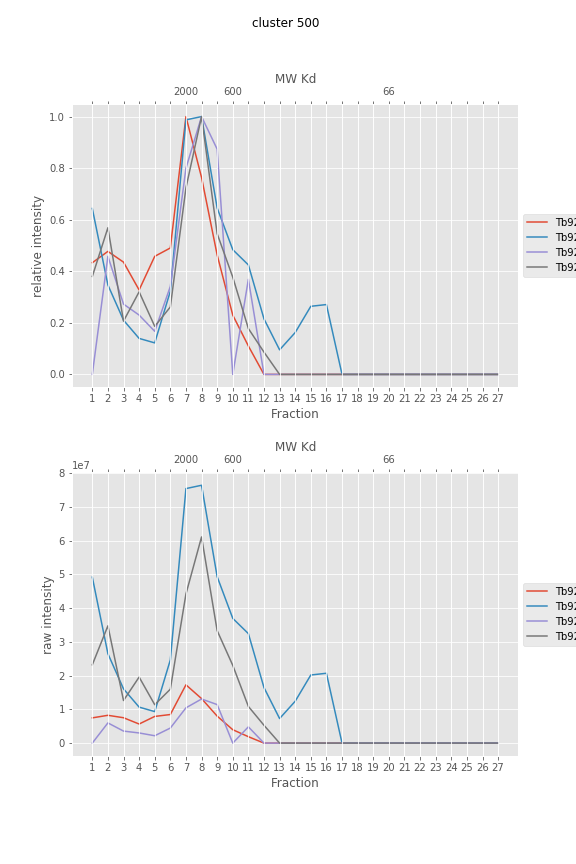 cluster 500
MW Kd
2000 600 66
1.0
0.8
0.6
0.4
0.2
0.0
relative intensity
1 2 3 4 5 6 7 8 9 10 11 12 13 14 15 16 17 18 19 20 21 22 23 24 25 26 27
Fraction
Tb92
Tb92
Tb92
Tb92
MW Kd
2000 600 66
1e7
8
7
6
5
4
3
2
1
0
raw intensity
1 2 3 4 5 6 7 8 9 10 11 12 13 14 15 16 17 18 19 20 21 22 23 24 25 26 27
Fraction
Tb92
Tb92
Tb92
Tb92